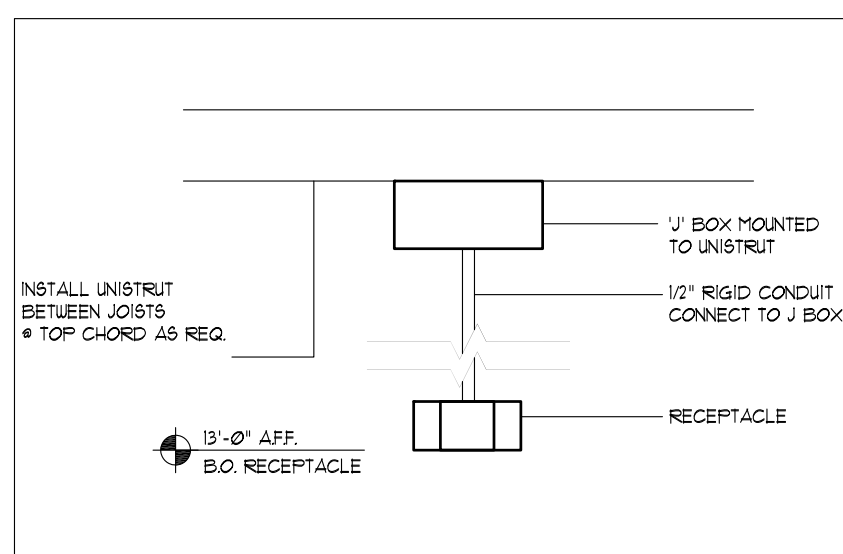 'J' BOX MOUNTED
TO UNISTRUT
INSTALL UNISTRUT
BETWEEN JOISTS
@ TOP CHORD AS REQ.
1/2" RIGID CONDUIT
CONNECT TO J BOX
RECEPTACLE
13'-0" A.F.F.
B.O. RECEPTACLE